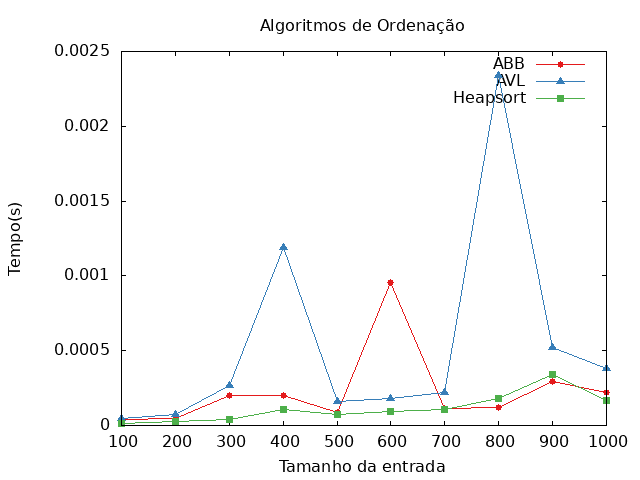 Algoritmos de Ordenação
ABB
AVL
Heapsort
0.0025
0.002
0.0015
0.001
0.0005
0
Tempo(s)
100 200 300 400 500 600 700 800 900 1000
Tamanho da entrada